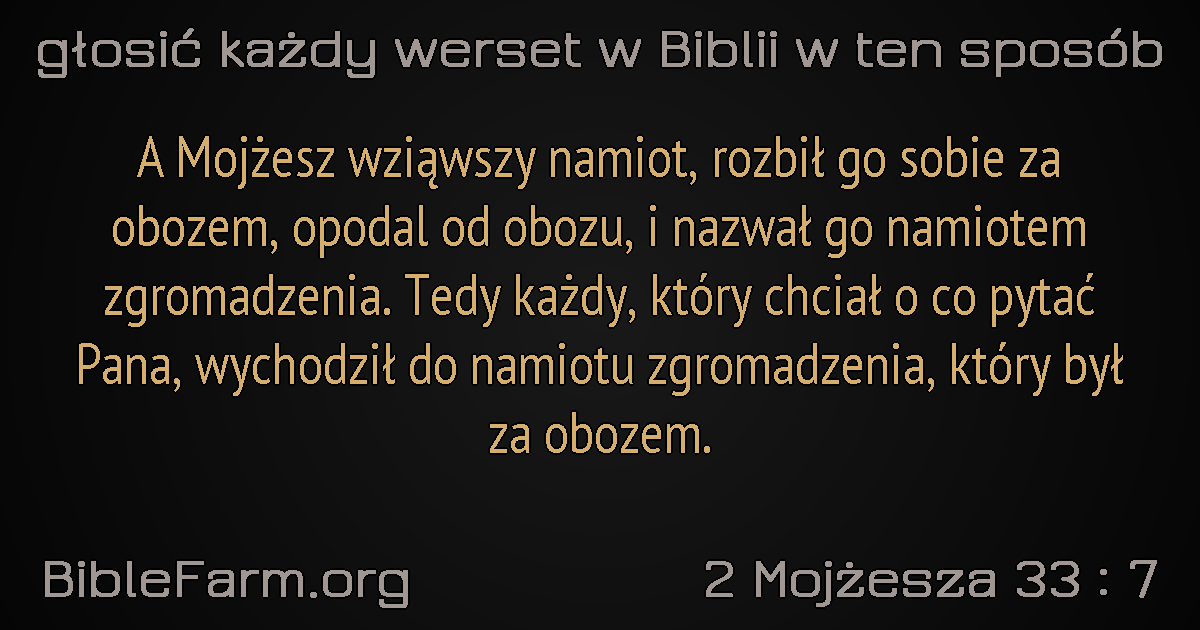 głosić każdy werset w Biblii w ten sposób
A Mojżesz wziąwszy namiot, rozbił go sobie za
obozem, opodal od obozu, i nazwał go namiotem
zgromadzenia. Tedy każdy, który chciał o co pytać
Pana, wychodził do namiotu zgromadzenia, który był
za obozem.
BibleFarm.org
2 Mojżesza 33 : 7